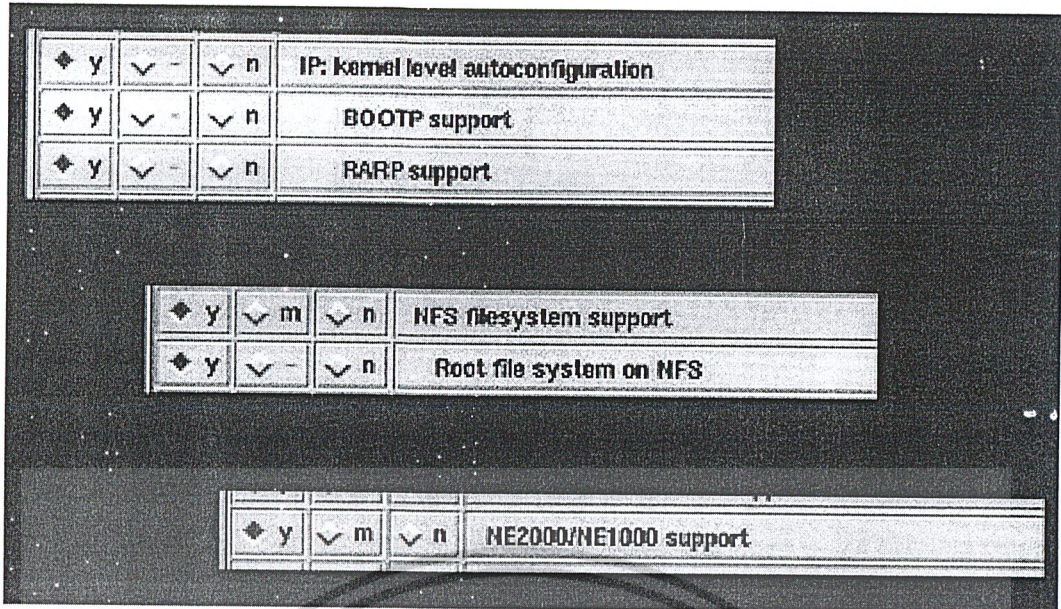 y - n IP: kernel level autoconfiguration
y - n BOOTP support
y - n RARP support
y m n NFS filesystem support
y - n Root file system on NFS
y m n NE2000/NE1000 support